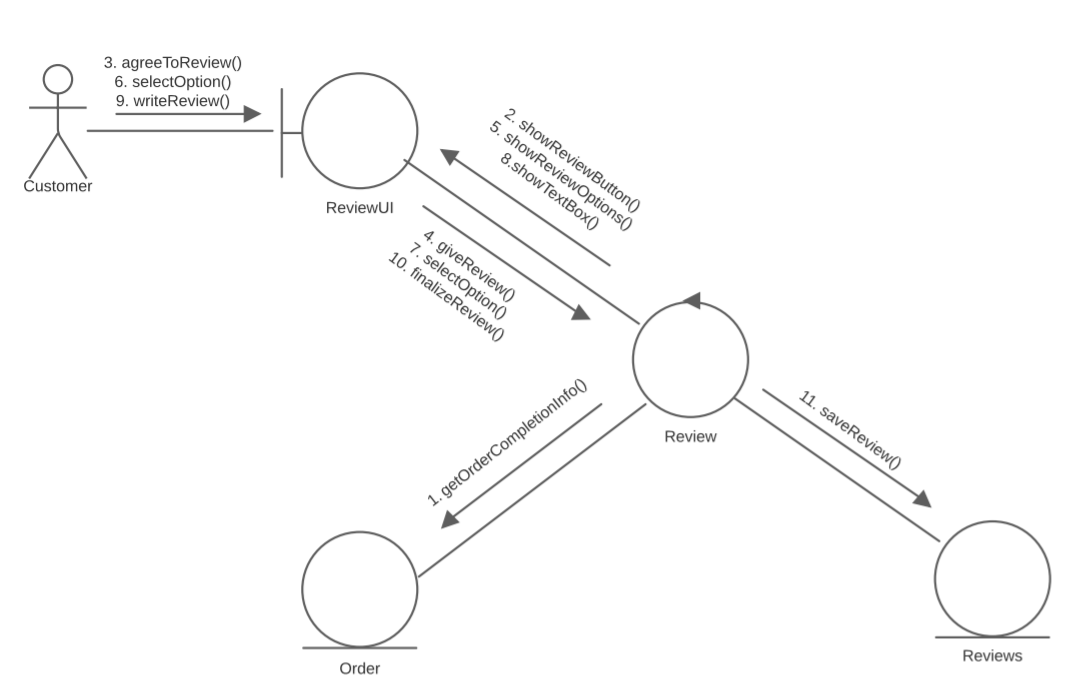 3. agreeToReview()
6. selectOption()
9. writeReview()
Customer
ReviewUI
2. showReviewButton()
5. showReviewOptions()
8.showTextBox()
4. giveReview()
7. selectOption()
10. finalizeReview()
Review
1. getOrderCompletionInfo()
11. saveReview()
Order
Reviews